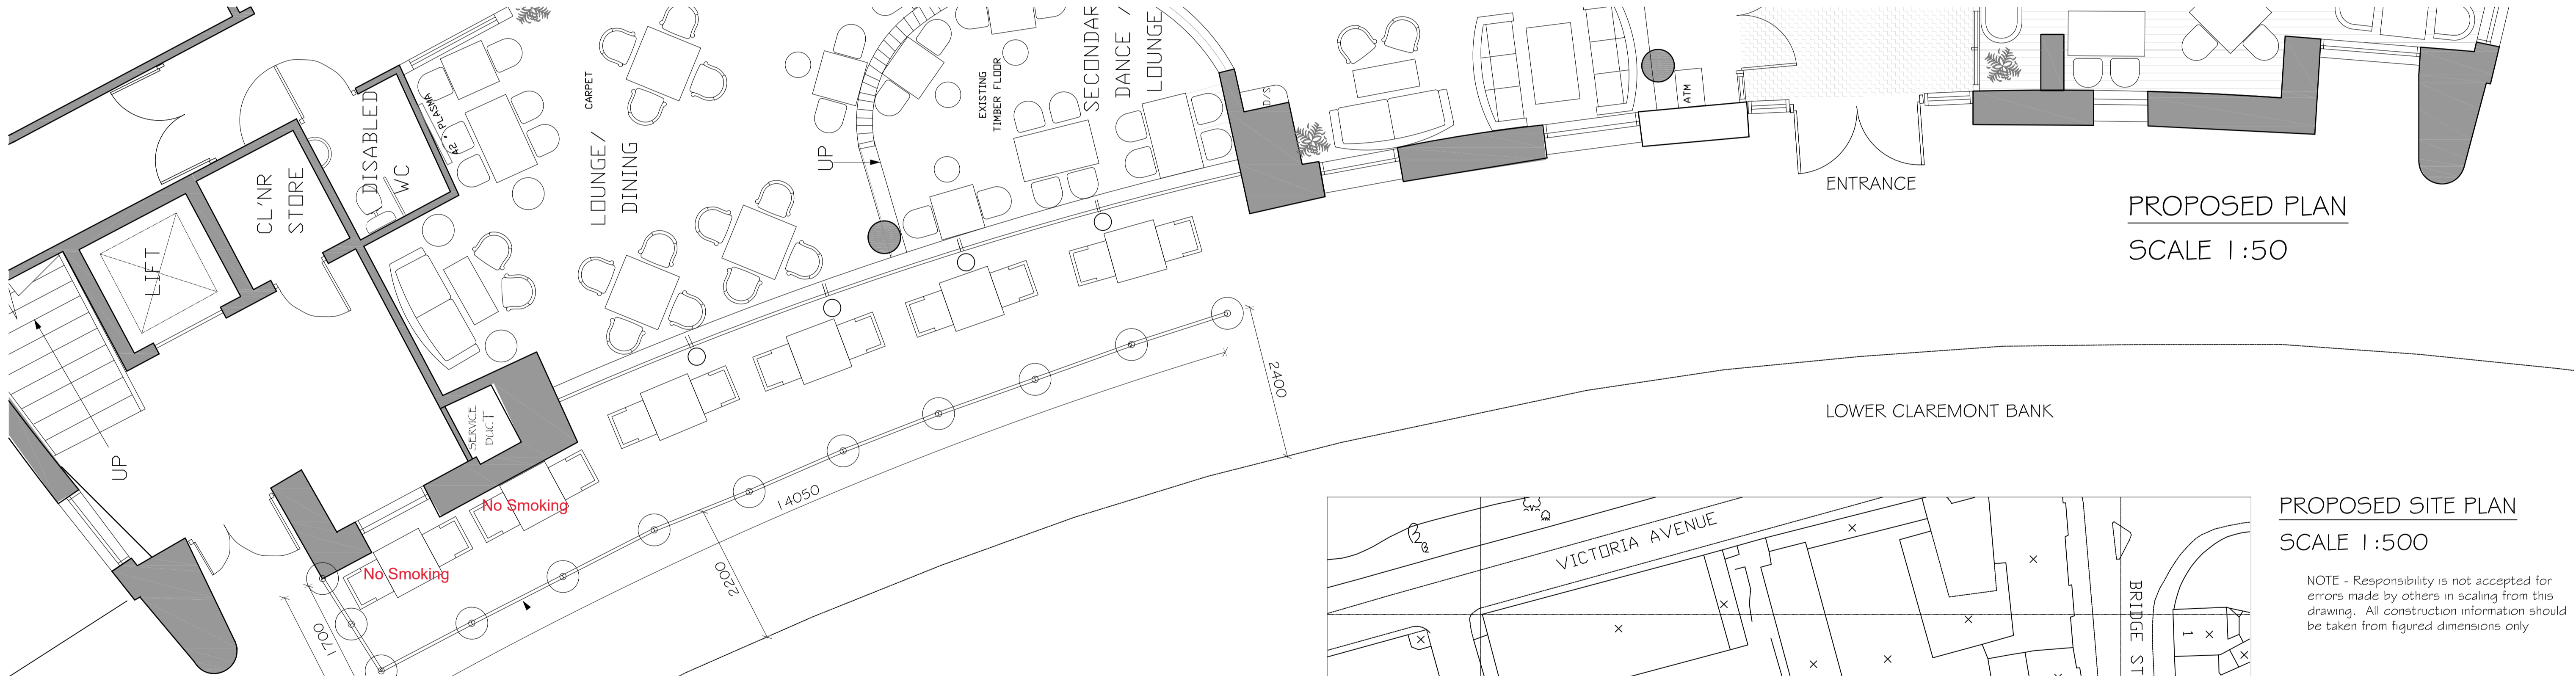 LIFT
UP
CL'NR
STORE
DISABLED
WC
42" PLASMA
CARPET
LOUNGE/
DINING
UP
EXISTING
TIMBER FLOOR
SECONDAR
DANCE /
LOUNGE
D/S
ATM
ENTRANCE
SERVICE
DUCT
No Smoking
No Smoking
1700
2200
14050
2400
LOWER CLAREMONT BANK
PROPOSED PLAN
SCALE 1:50
VICTORIA AVENUE
BRIDGE ST
1
PROPOSED SITE PLAN
SCALE 1:500
NOTE - Responsibility is not accepted for
errors made by others in scaling from this
drawing. All construction information should
be taken from figured dimensions only